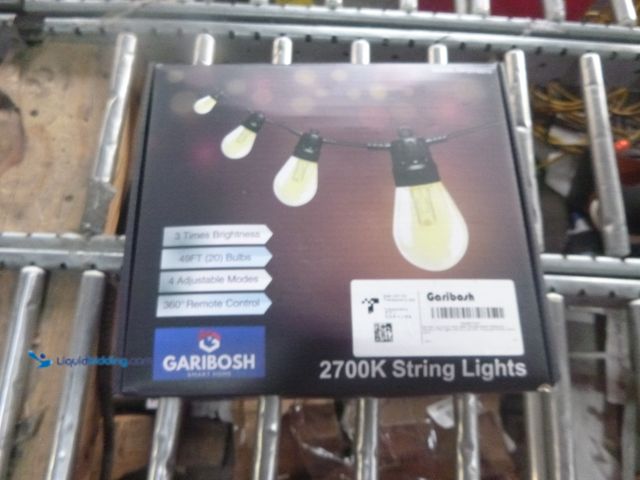 3 Times Brightness
49FT (20) Bulbs
4 Adjustable Modes
360° Remote Control
Garibosh
LiquidBidding.com
GARIBOSH
SMART HOME
2700K String Lights